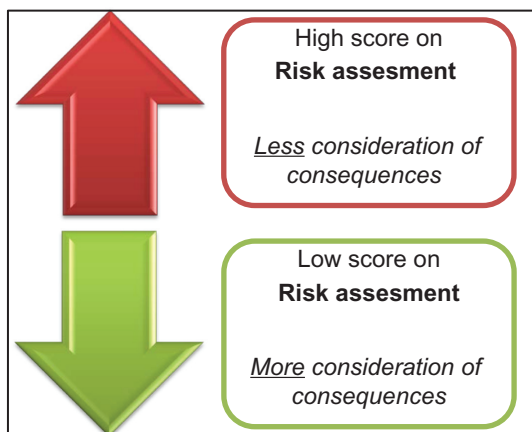 High score on
Risk assesment
Less consideration of
consequences
Low score on
Risk assesment
More consideration of
consequences